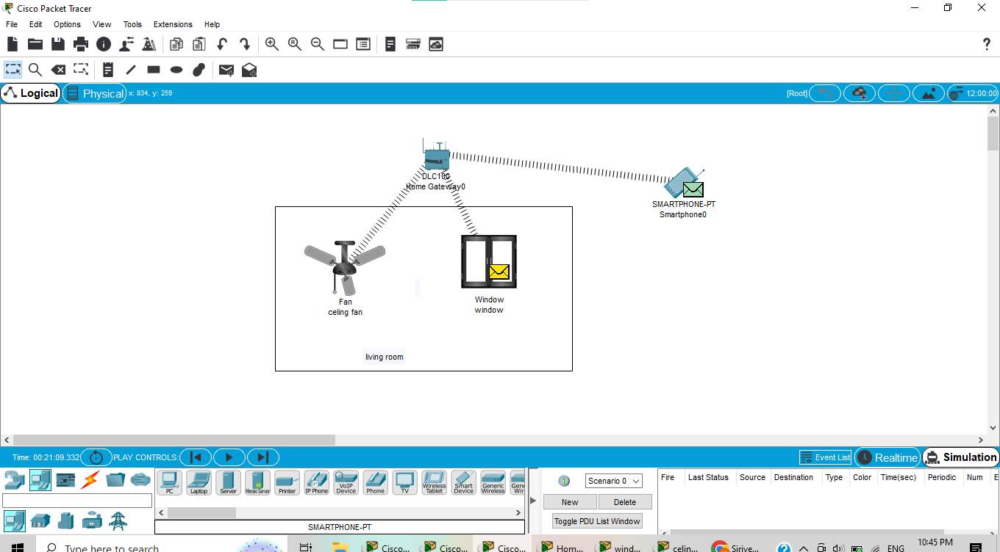 Cisco Packet Tracer
File Edit Options View Tools Extensions Help
?
Logical
Physical
x: 834, y: 259
[Root]
12:00:00
DLC100
Home Gateway0
SMARTPHONE-PT
Smartphone0
Fan
celing fan
Window
window
living room
Time: 00:21:09.332
PLAY CONTROLS:
Event List
Realtime
Simulation
PC
Laptop
Server
Meraki Server
Printer
IP Phone
VoIP
Device
Phone
TV
Wireless
Tablet
Smart
Device
Generic
Wireless
SMARTPHONE-PT
Scenario 0
New
Delete
Toggle PDU List Window
Fire Last Status Source Destination Type Color Time(sec) Periodic Num E
Type here to search
Cisco...
Cisco...
Cisco...
Hom...
wind...
celin...
Sirive...
ENG
10:45 PM